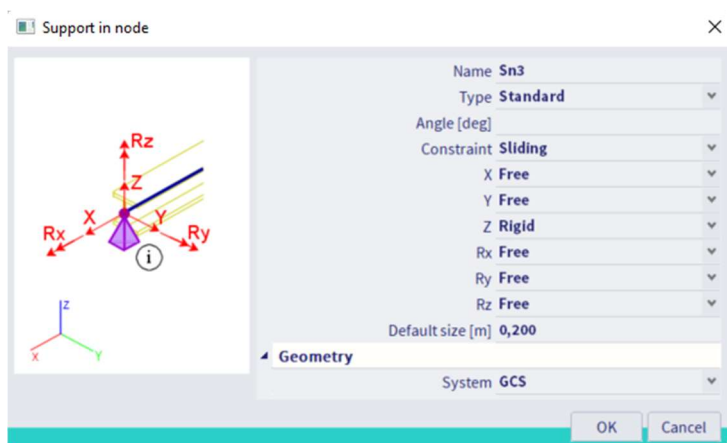 Support in node
Rz
Z
X
Y
Rx
Ry
i
z
x
Y
Name Sn3
Type Standard
Angle [deg]
Constraint Sliding
X Free
Y Free
Z Rigid
Rx Free
Ry Free
Rz Free
Default size [m] 0,200
Geometry
System GCS
OK Cancel